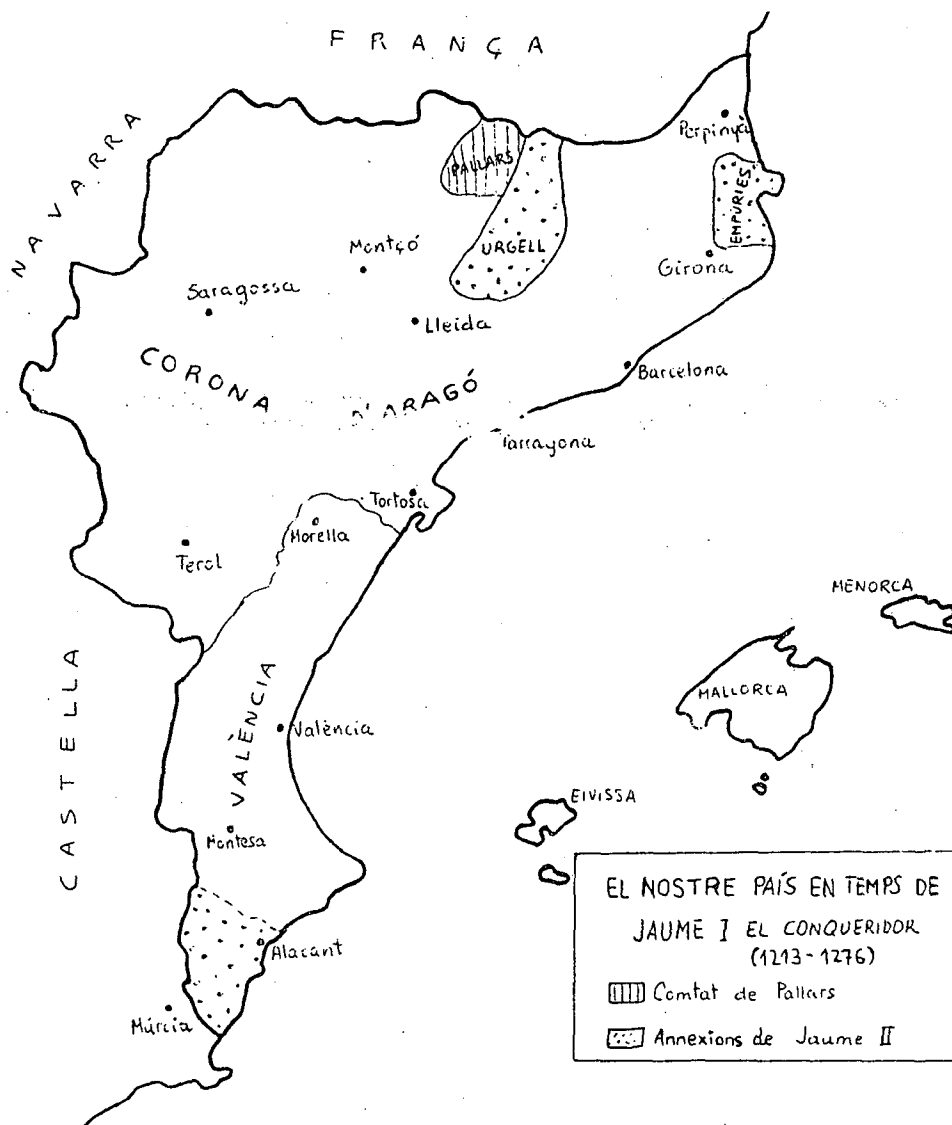 FRANÇA
NAVARRA
Perpinyà
PALLARS
EMPÚRIES
URGELL
Montçó
Girona
Saragossa
Lleida
Barcelona
CORONA D'ARAGÓ
Tarragona
Tortosa
Morella
Terol
MENORCA
CASTELLA
MALLORCA
VALÈNCIA
València
EIVISSA
Montesa
Alacant
Múrcia
EL NOSTRE PAÍS EN TEMPS DE
JAUME I EL CONQUERIDOR
(1213-1276)
Comtat de Pallars
Annexions de Jaume II